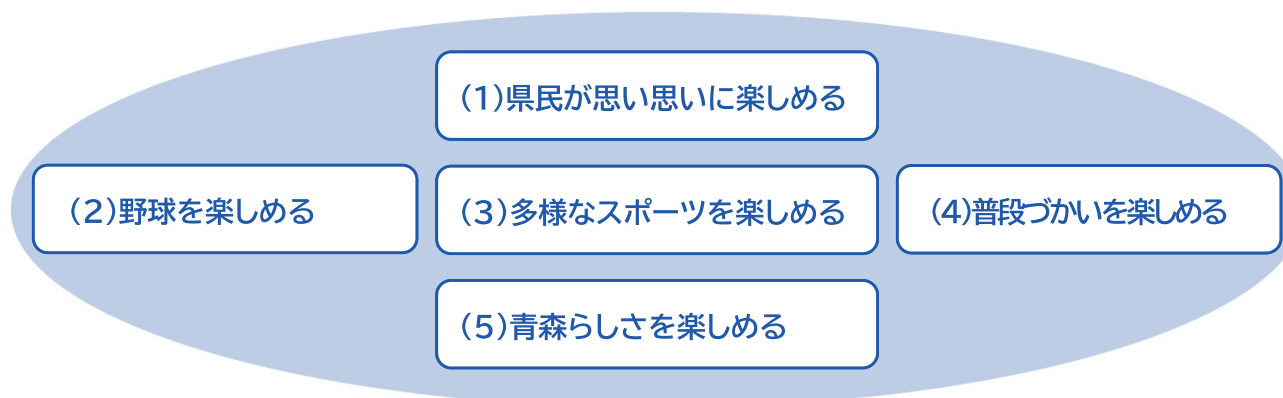 (1)県民が思い思いに楽しめる
(2)野球を楽しめる
(3)多様なスポーツを楽しめる
(4)普段づかいを楽しめる
(5)青森らしさを楽しめる